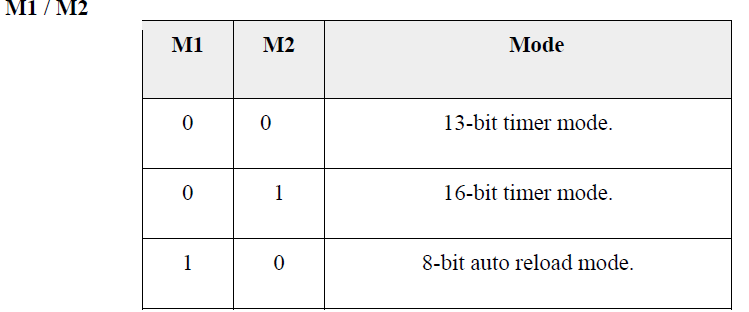 M1 / M2
M1 M2 Mode
0 0 13-bit timer mode.
0 1 16-bit timer mode.
1 0 8-bit auto reload mode.